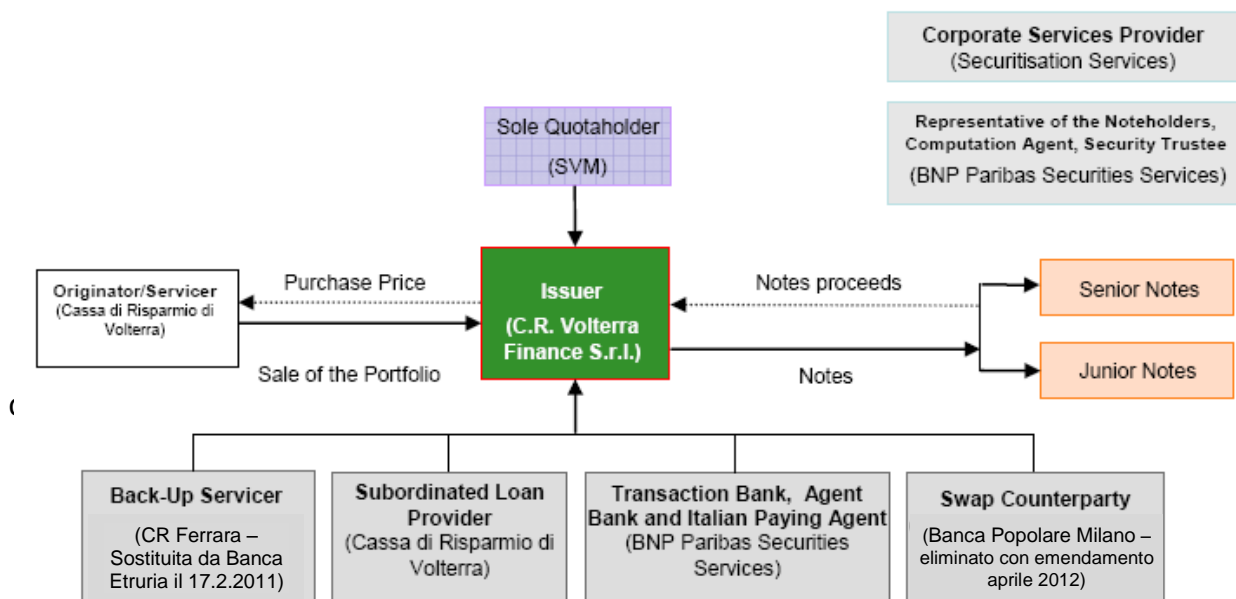 Corporate Services Provider
(Securitisation Services)
Representative of the Noteholders,
Computation Agent, Security Trustee
(BNP Paribas Securities Services)
Sole Quotaholder
(SVM)
Originator/Servicer
(Cassa di Risparmio di
Volterra)
Purchase Price
Sale of the Portfolio
Issuer
(C.R. Volterra
Finance S.r.l.)
Notes proceeds
Notes
Senior Notes
Junior Notes
Back-Up Servicer
(CR Ferrara –
Sostituita da Banca
Etruria il 17.2.2011)
Subordinated Loan
Provider
(Cassa di Risparmio di
Volterra)
Transaction Bank, Agent
Bank and Italian Paying Agent
(BNP Paribas Securities
Services)
Swap Counterparty
(Banca Popolare Milano –
eliminato con emendamento
aprile 2012)